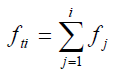 $f_{ti} = \sum_{j=1}^{i} f_j$